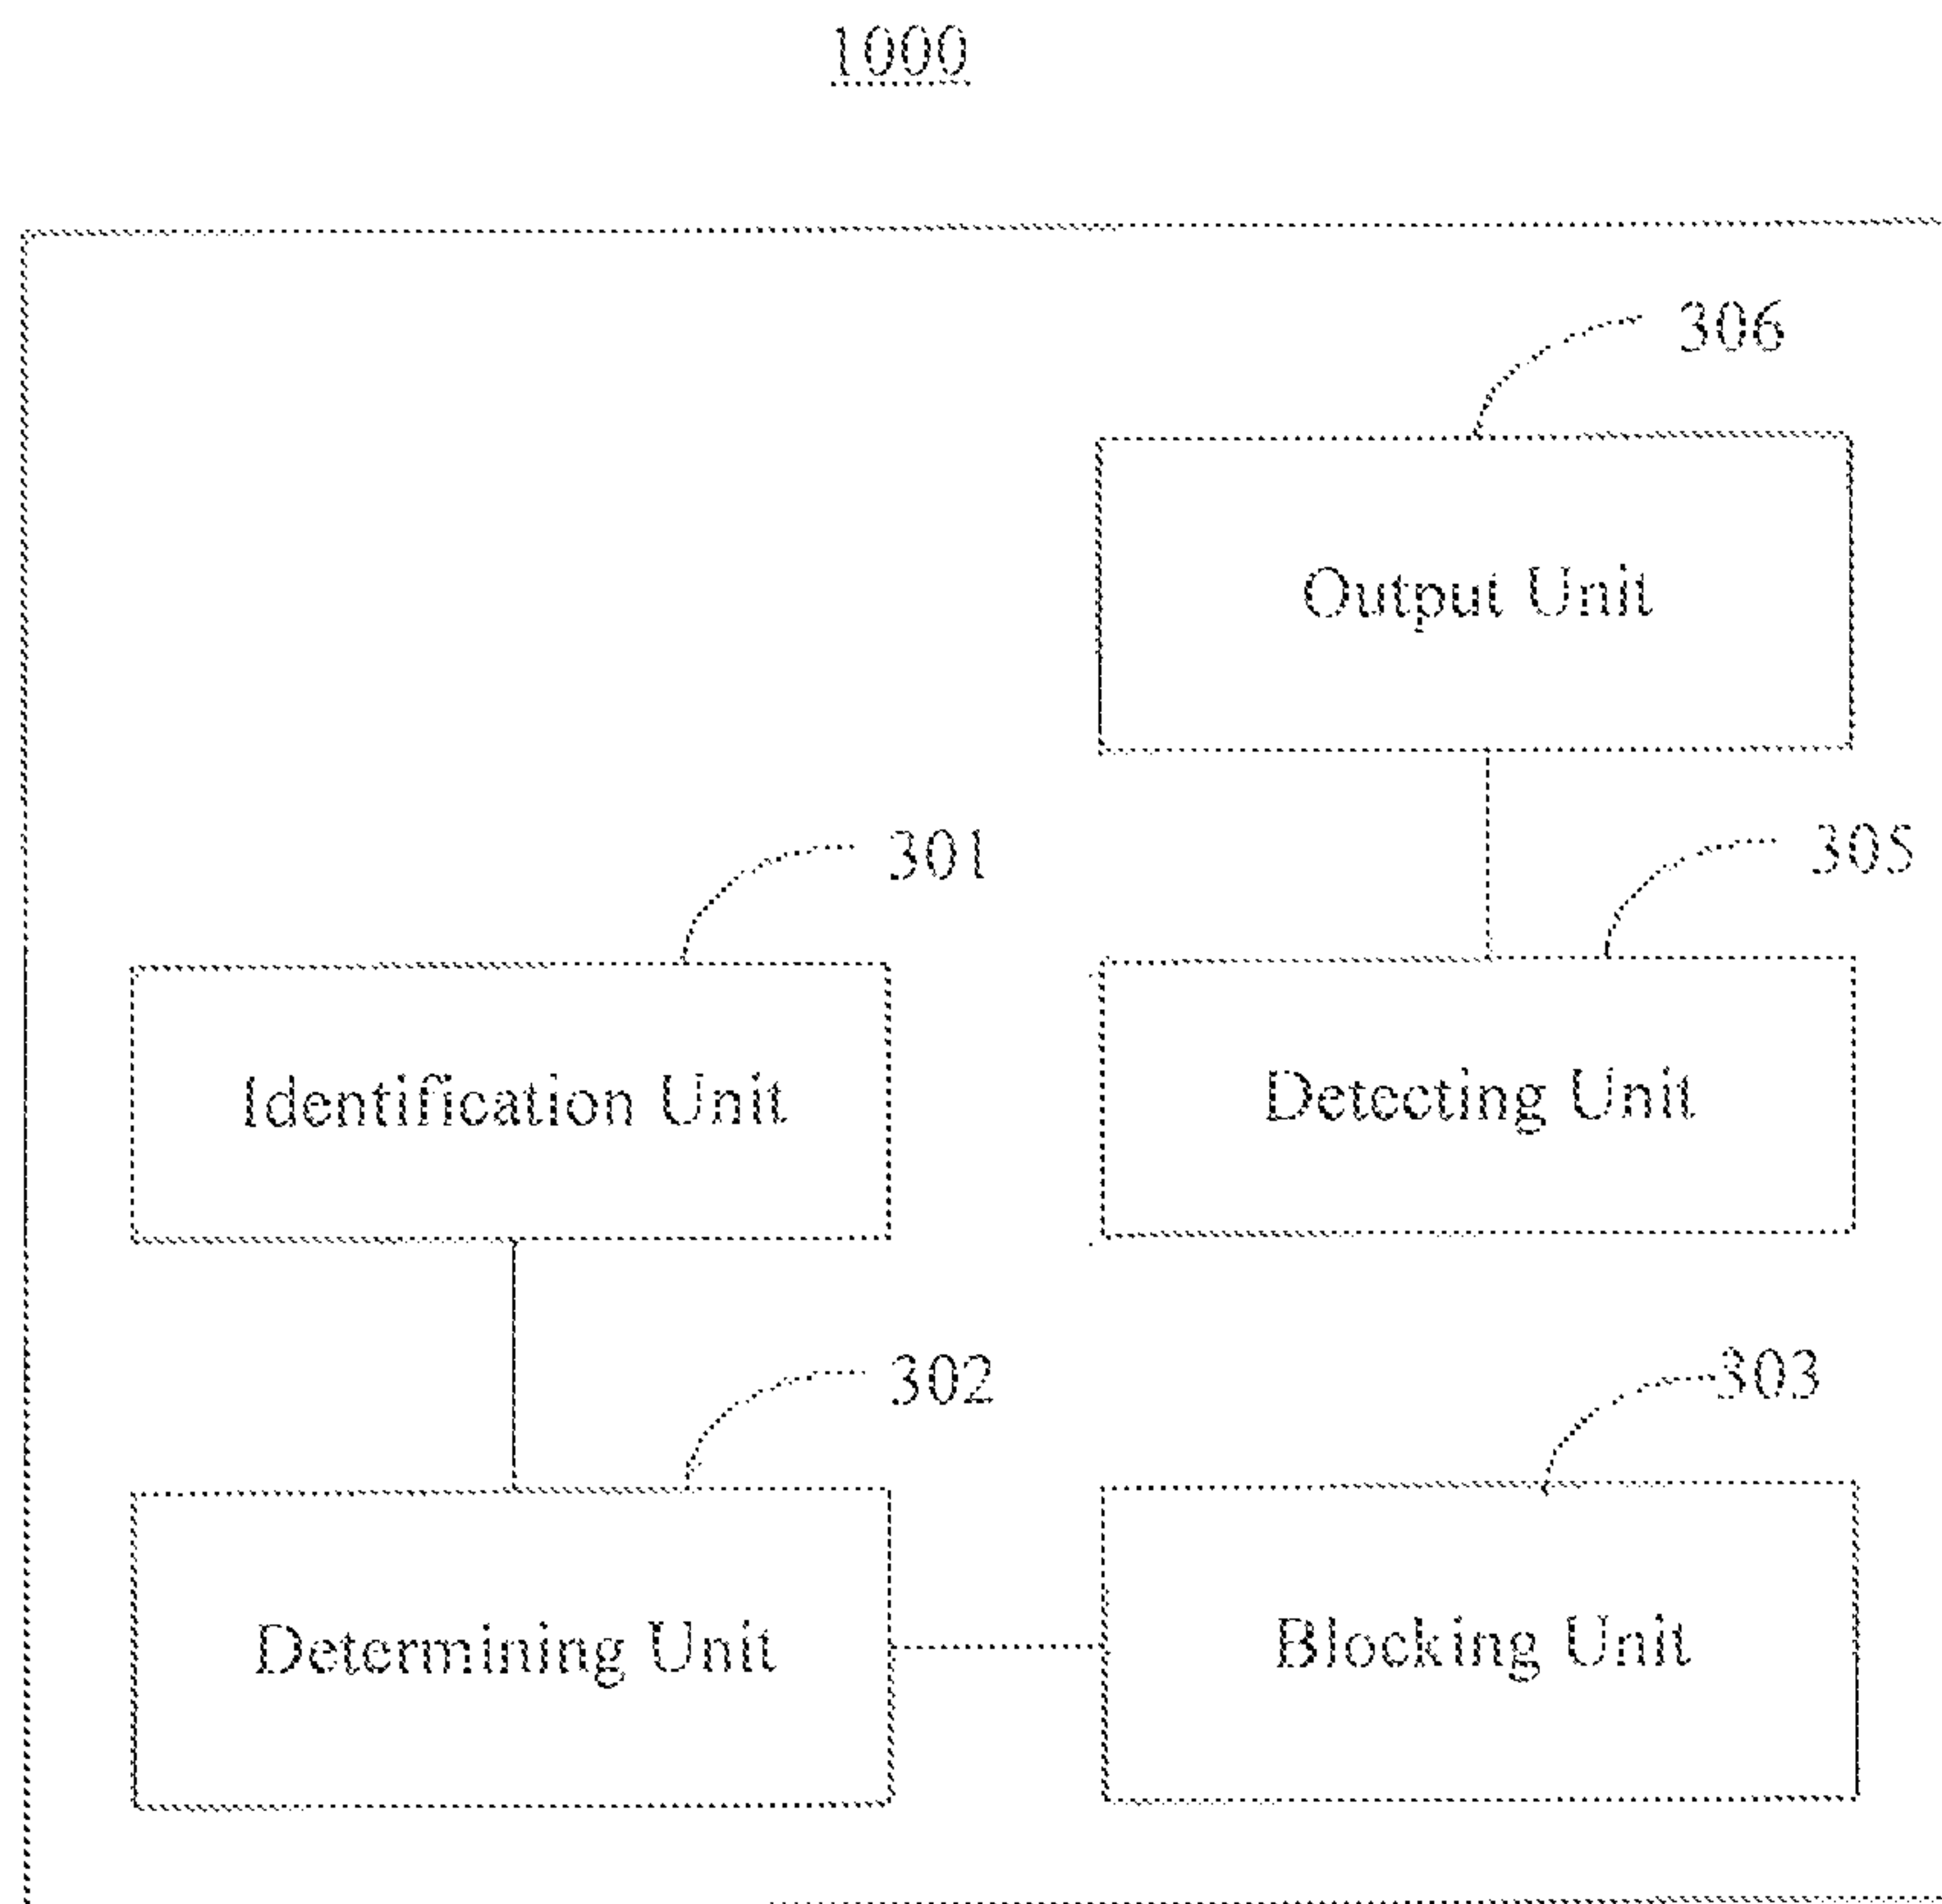 1000
306
Output Unit
301
305
Identification Unit
Detecting Unit
302
303
Determining Unit
Blocking Unit